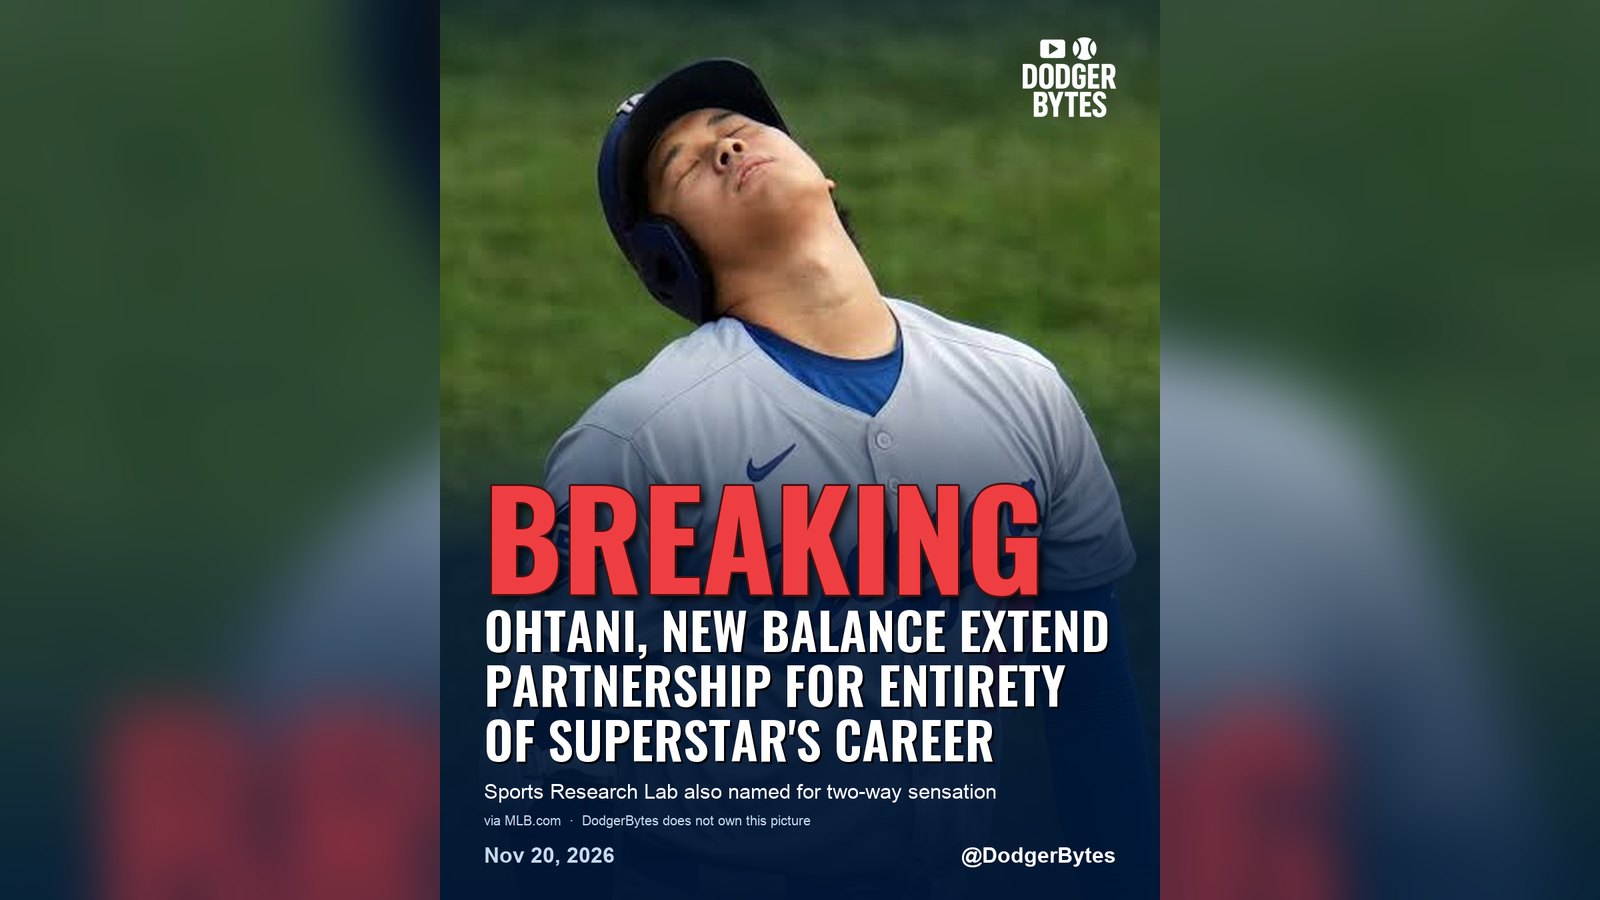 DODGER
BYTES
BREAKING
OHTANI, NEW BALANCE EXTEND
PARTNERSHIP FOR ENTIRETY
OF SUPERSTAR'S CAREER
Sports Research Lab also named for two-way sensation
via MLB.com · DodgerBytes does not own this picture
Nov 20, 2026
@DodgerBytes